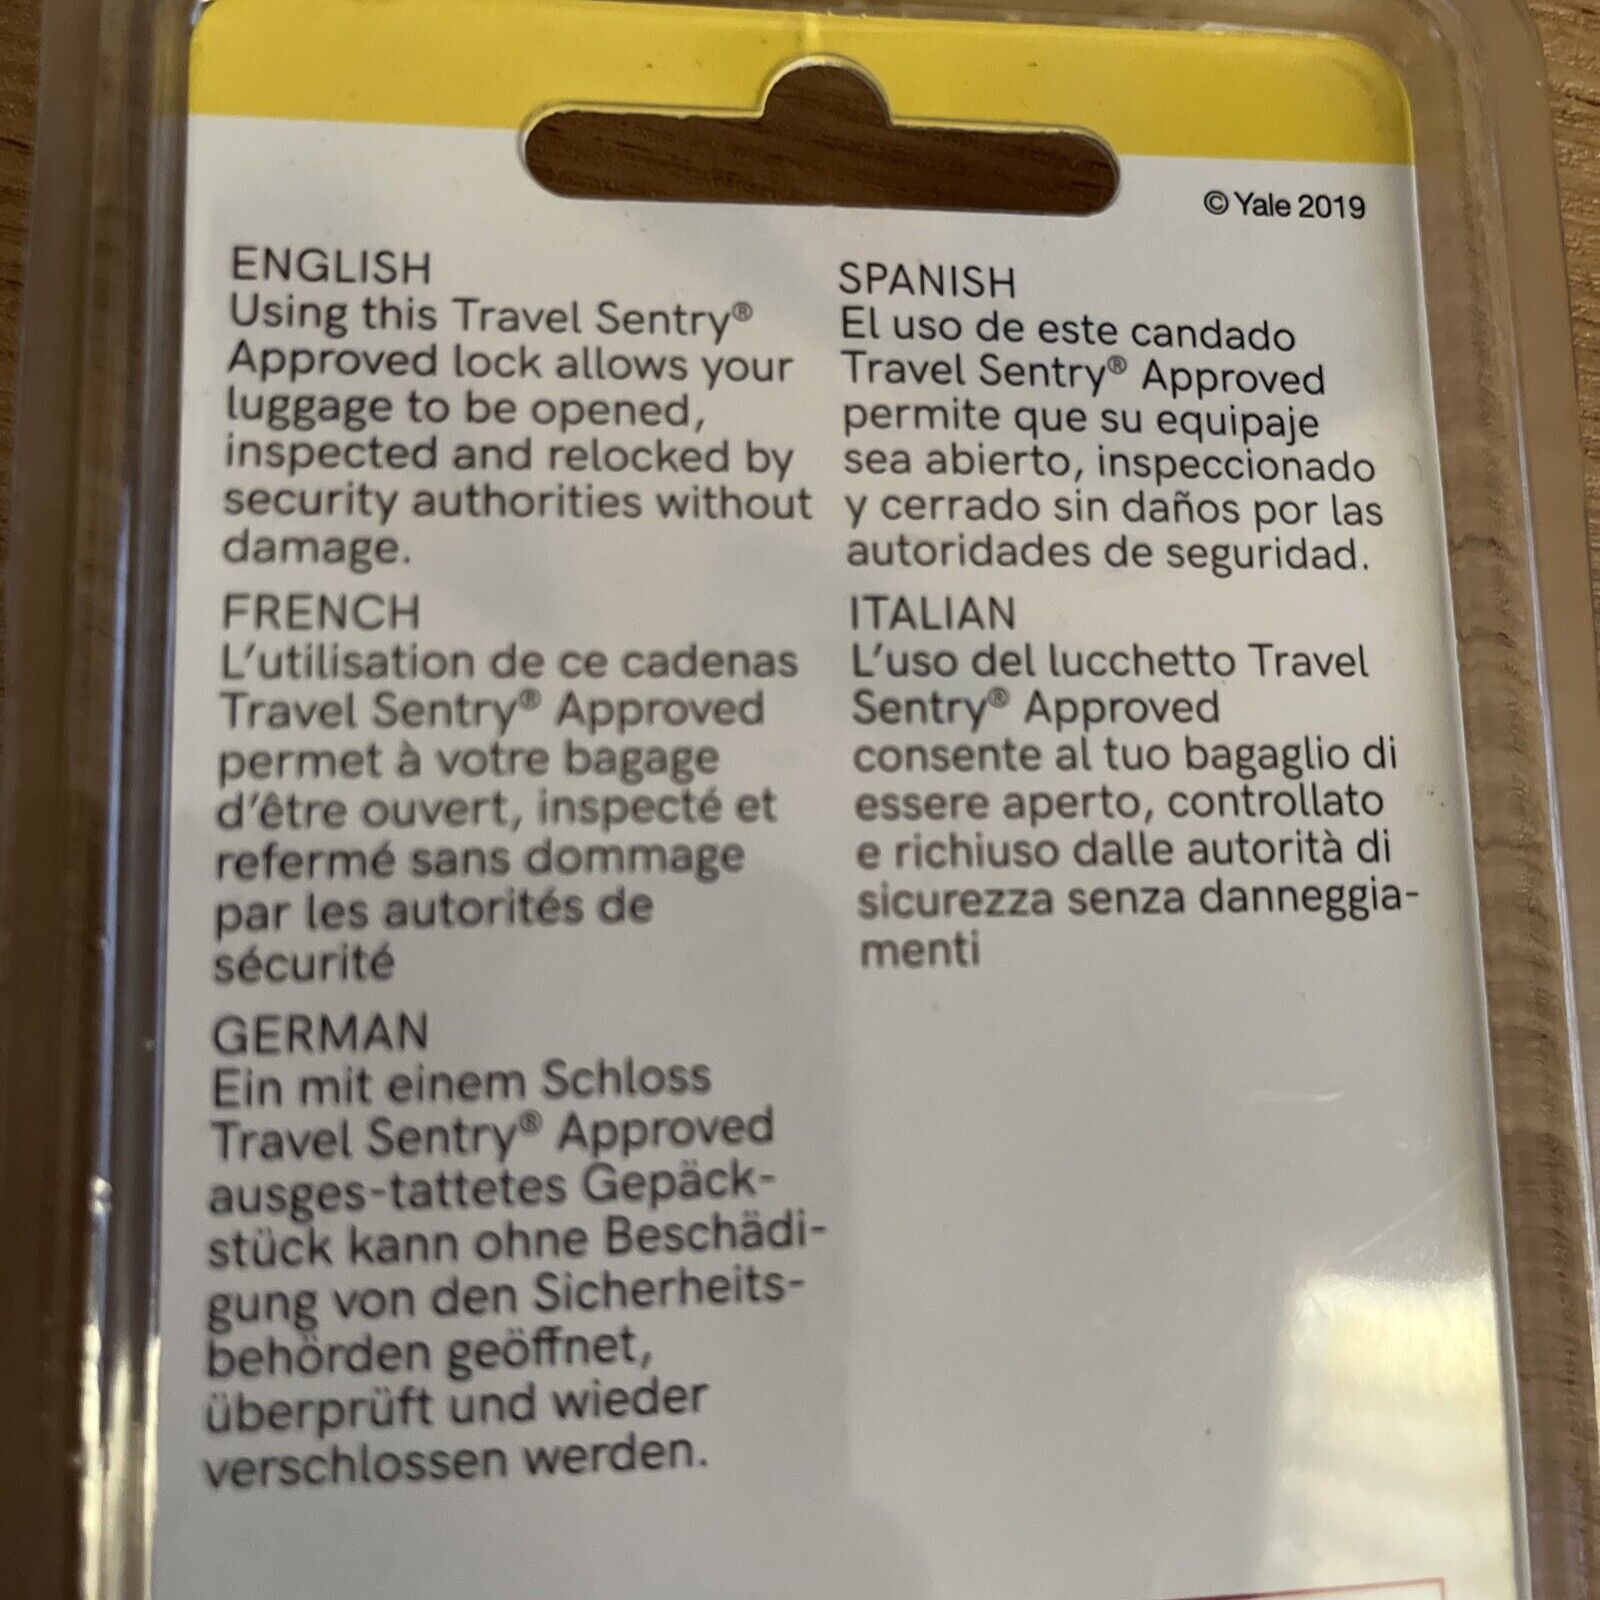 © Yale 2019
ENGLISH
Using this Travel Sentry®
Approved lock allows your
luggage to be opened,
inspected and relocked by
security authorities without
damage.
FRENCH
L'utilisation de ce cadenas
Travel Sentry® Approved
permet à votre bagage
d'être ouvert, inspecté et
refermé sans dommage
par les autorités de
sécurité
GERMAN
Ein mit einem Schloss
Travel Sentry® Approved
ausges-tattetes Gepäck-
stück kann ohne Beschädi-
gung von den Sicherheits-
behörden geöffnet,
überprüft und wieder
verschlossen werden.
SPANISH
El uso de este candado
Travel Sentry® Approved
permite que su equipaje
sea abierto, inspeccionado
y cerrado sin daños por las
autoridades de seguridad.
ITALIAN
L'uso del lucchetto Travel
Sentry® Approved
consente al tuo bagaglio di
essere aperto, controllato
e richiuso dalle autorità di
sicurezza senza danneggia-
menti